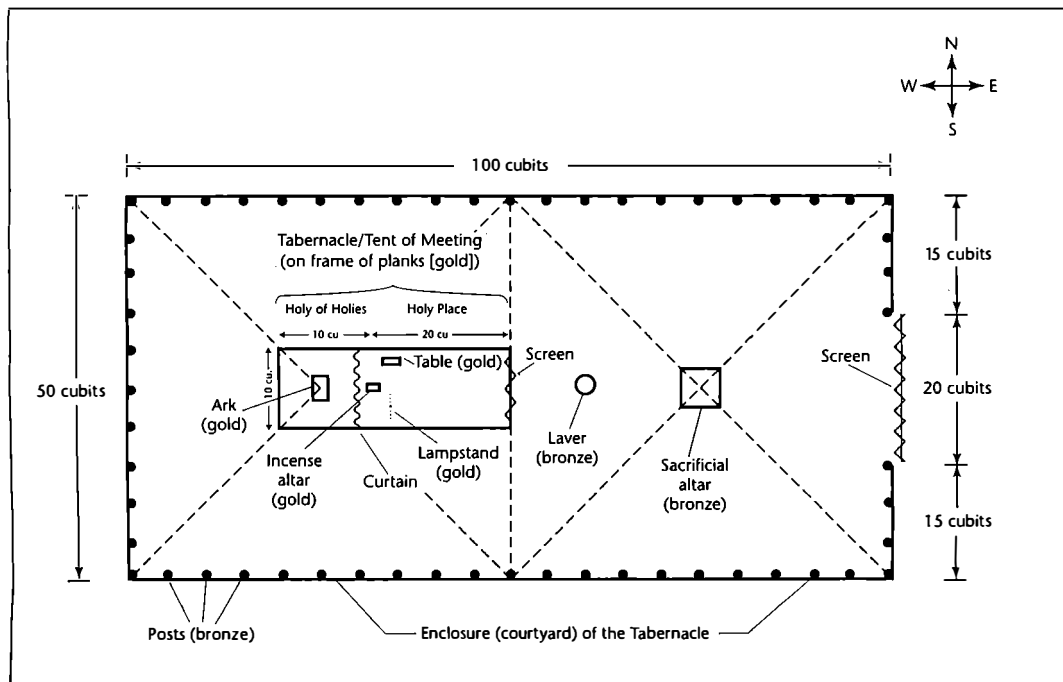 N
W E
S
100 cubits
Tabernacle/Tent of Meeting
(on frame of planks [gold])
15 cubits
Holy of Holies Holy Place
10 cu 20 cu
Table (gold)
Screen
Screen
50 cubits
10 cu.
20 cubits
Ark
(gold)
Lampstand
(gold)
Laver
(bronze)
Incense
altar
(gold)
Curtain
Sacrificial
altar
(bronze)
15 cubits
Posts (bronze)
Enclosure (courtyard) of the Tabernacle